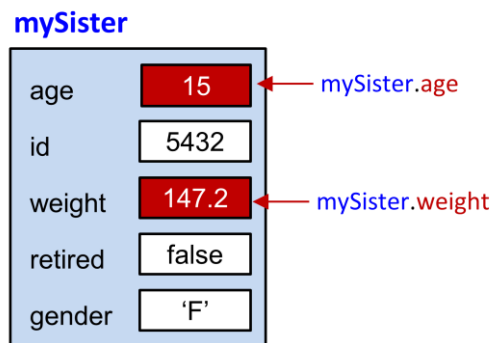 mySister
age 15 mySister.age
id 5432
weight 147.2 mySister.weight
retired false
gender ‘F’